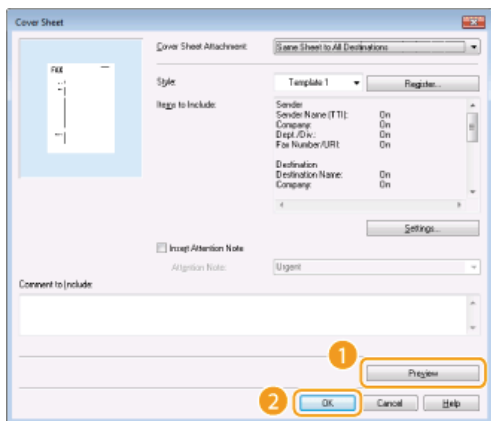 Cover Sheet
Cover Sheet Attachment: Same Sheet to All Destinations
FAX
Style: Template 1 Register...
Items to Include: Sender
Sender Name (TTI): On
Company: On
Dept./Div.: On
Fax Number/URI: On
Destination
Destination Name: On
Company: On
Settings...
Insert Attention Note
Attention Note: Urgent
Comment to Include:
1
Preview
2 OK Cancel Help